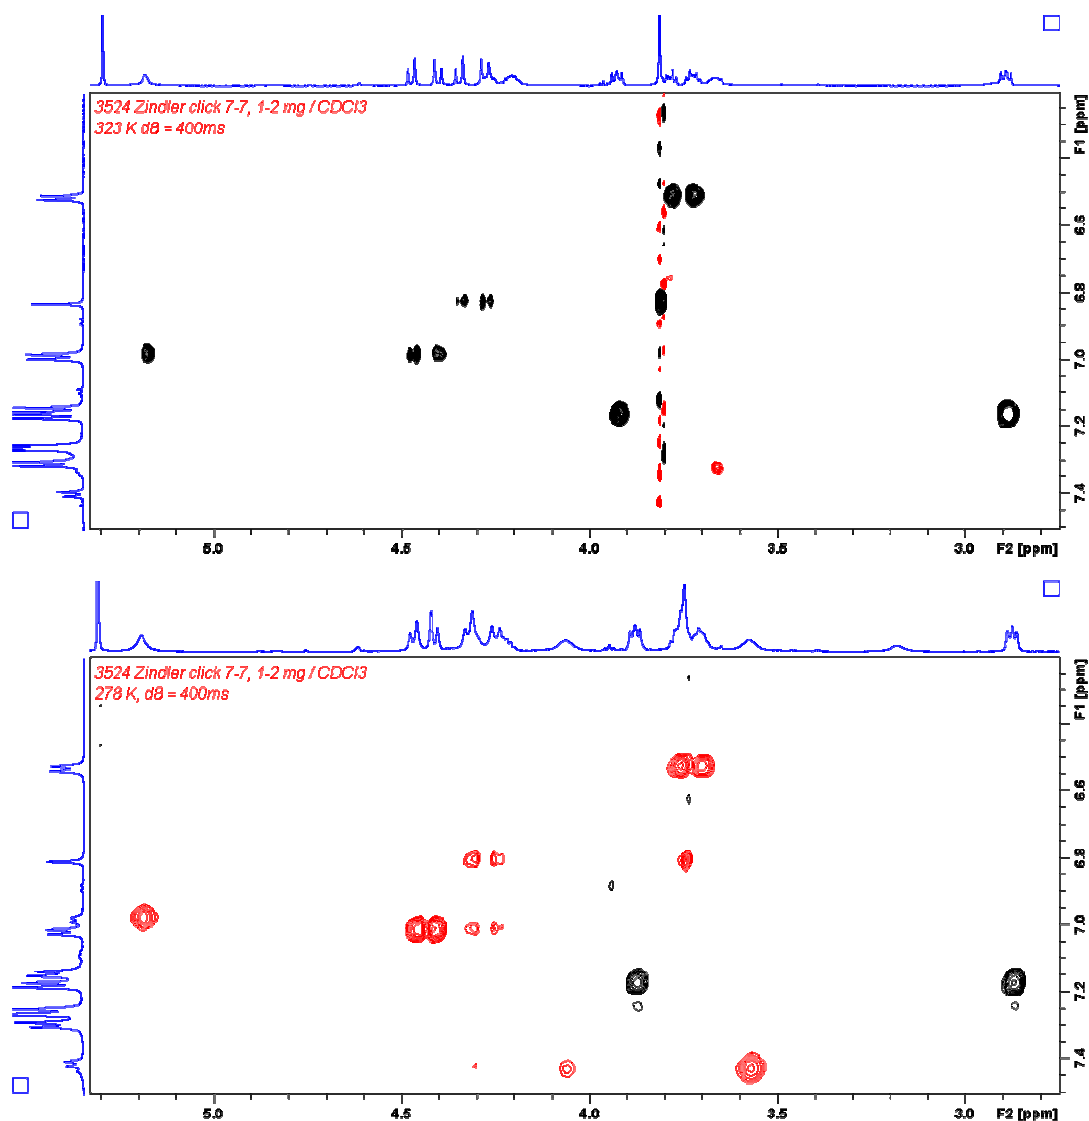 3524 Zindler click 7-7, 1-2 mg / CDCl3
323 K d8 = 400ms
F1 [ppm]
6.6
6.8
7.0
7.2
7.4
5.0 4.5 4.0 3.5 3.0 F2 [ppm]
3524 Zindler click 7-7, 1-2 mg / CDCl3
278 K, d8 = 400ms
F1 [ppm]
6.6
6.8
7.0
7.2
7.4
5.0 4.5 4.0 3.5 3.0 F2 [ppm]